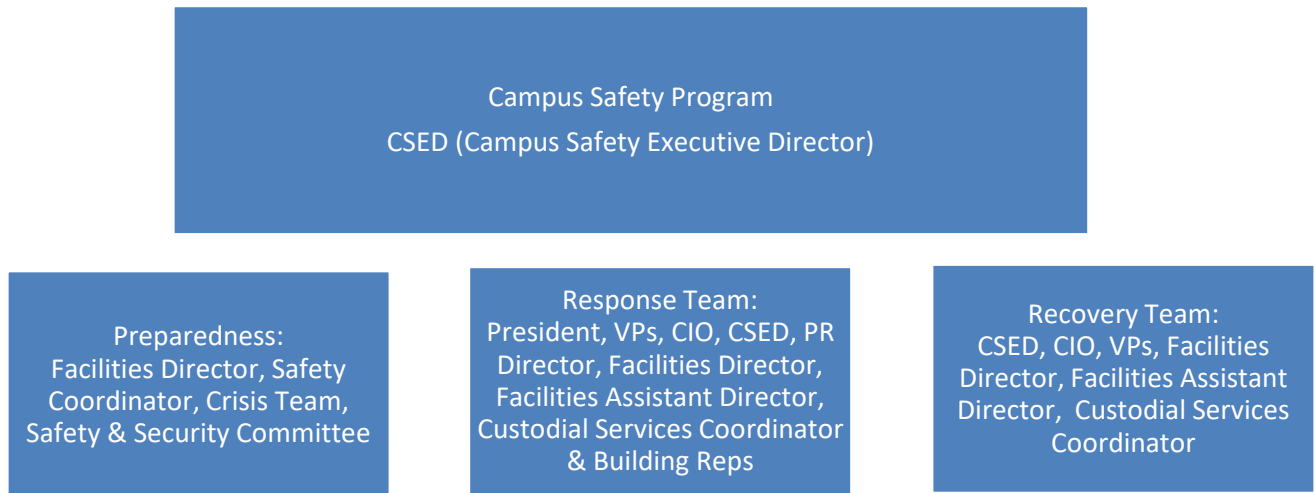 Campus Safety Program
CSED (Campus Safety Executive Director)
Preparedness:
Facilities Director, Safety
Coordinator, Crisis Team,
Safety & Security Committee
Response Team:
President, VPs, CIO, CSED, PR
Director, Facilities Director,
Facilities Assistant Director,
Custodial Services Coordinator
& Building Reps
Recovery Team:
CSED, CIO, VPs, Facilities
Director, Facilities Assistant
Director,  Custodial Services
Coordinator